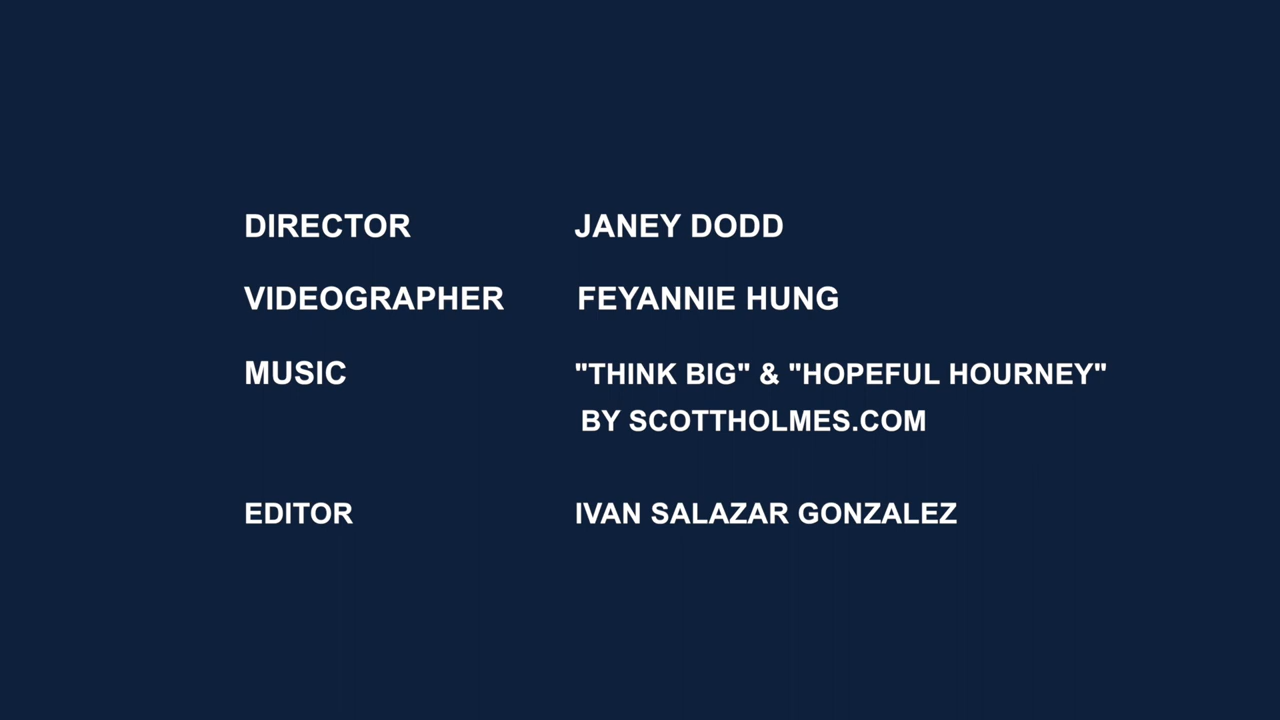 DIRECTOR JANEY DODD
VIDEOGRAPHER FEYANNIE HUNG
MUSIC "THINK BIG" & "HOPEFUL HOURNEY"
BY SCOTTHOLMES.COM
EDITOR IVAN SALAZAR GONZALEZ